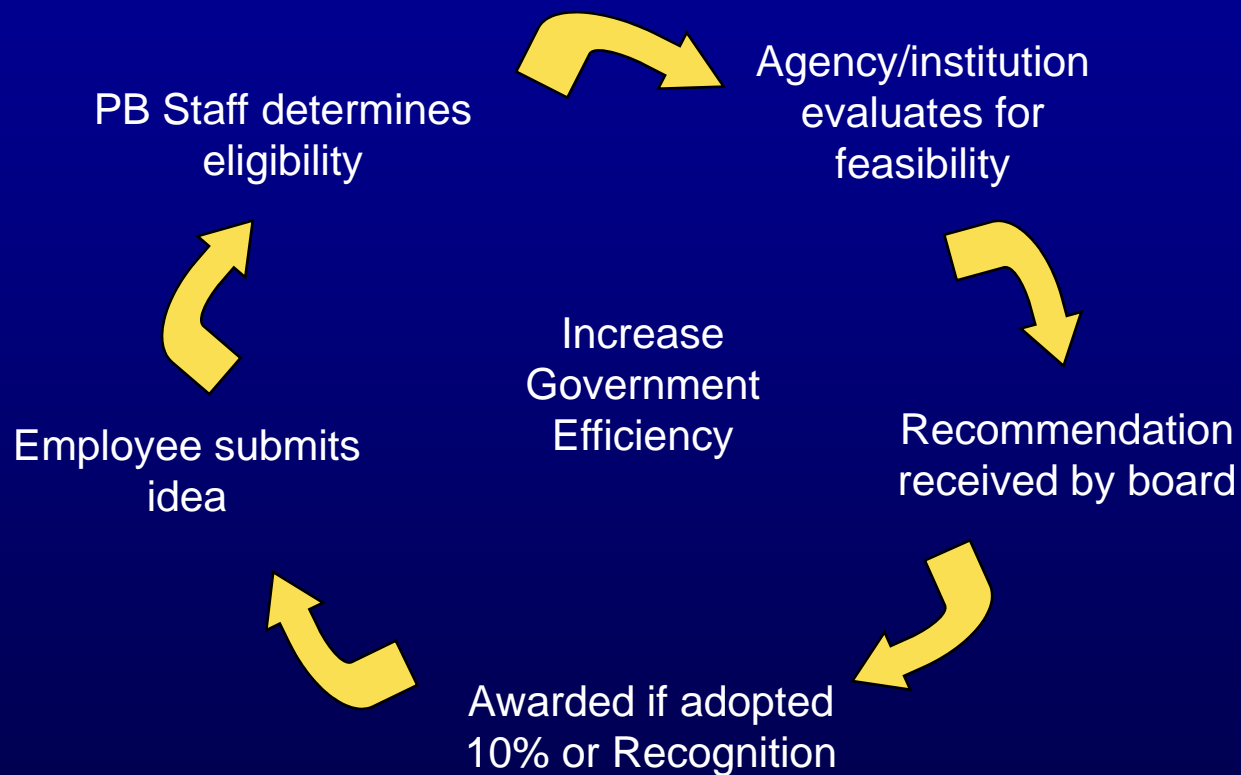 PB Staff determines
eligibility
Agency/institution
evaluates for
feasibility
Increase
Government
Efficiency
Employee submits
idea
Recommendation
received by board
Awarded if adopted
10% or Recognition